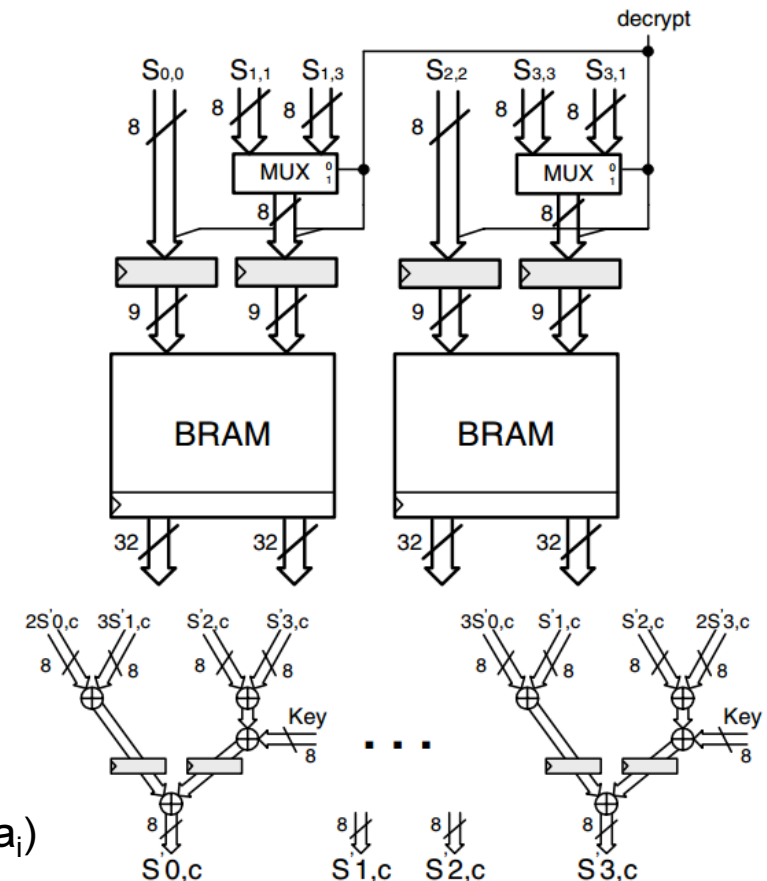 decrypt
S0,0 S1,1 S1,3 S2,2 S3,3 S3,1
8 8 8 8 8 8
MUX 0 1 MUX 0 1
8 8
9 9 9 9
BRAM BRAM
32 32 32 32
2S'0,c 3S'1,c S'2,c S'3,c 3S'0,c S'1,c S'2,c 2S'3,c
8 8 8 8 8 8 8 8
Key Key
8 ... 8
8 8 8 8
ai)
S'0,c S'1,c S'2,c S'3,c